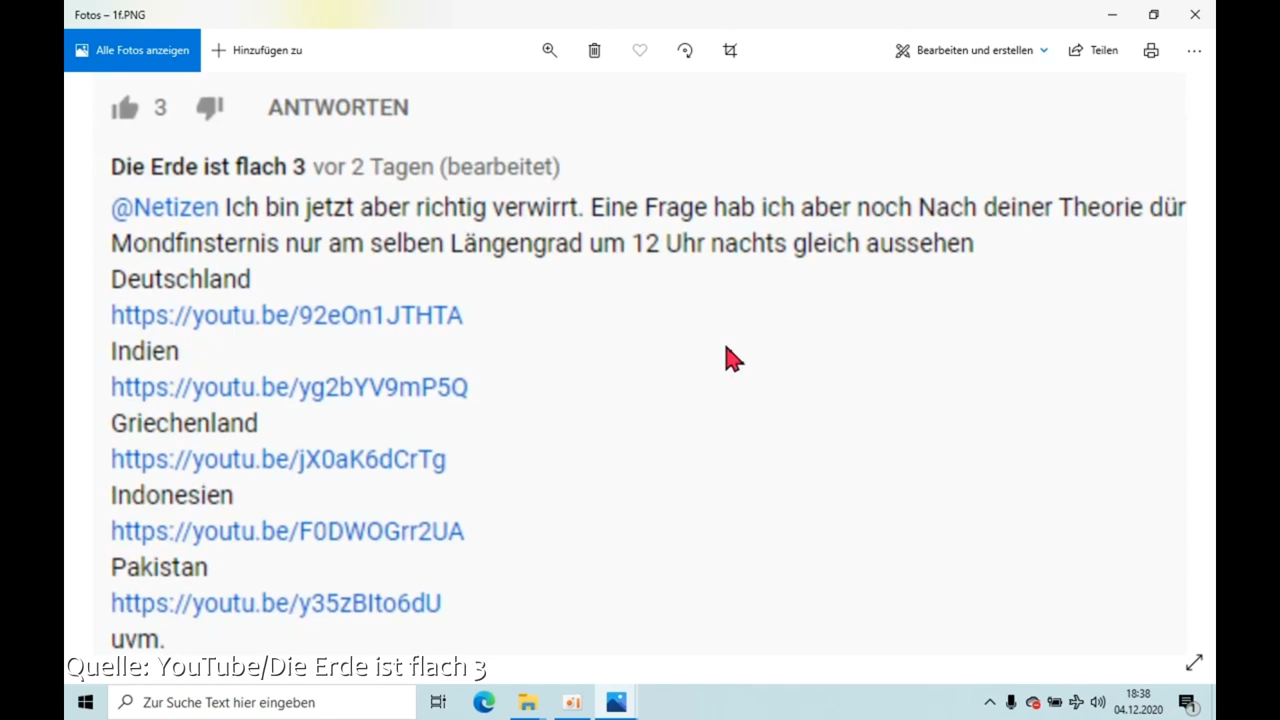 Fotos – 1f.PNG
Alle Fotos anzeigen
Hinzufügen zu
Bearbeiten und erstellen
Teilen
3
ANTWORTEN
Die Erde ist flach 3 vor 2 Tagen (bearbeitet)
@Netizen Ich bin jetzt aber richtig verwirrt. Eine Frage hab ich aber noch Nach deiner Theorie dür
Mondfinsternis nur am selben Längengrad um 12 Uhr nachts gleich aussehen
Deutschland
https://youtu.be/92eOn1JTHTA
Indien
https://youtu.be/yg2bYV9mP5Q
Griechenland
https://youtu.be/jX0aK6dCrTg
Indonesien
https://youtu.be/F0DWOGrr2UA
Pakistan
https://youtu.be/y35zBIto6dU
uvm.
Quelle: YouTube/Die Erde ist flach 3
Zur Suche Text hier eingeben
18:38
04.12.2020
1